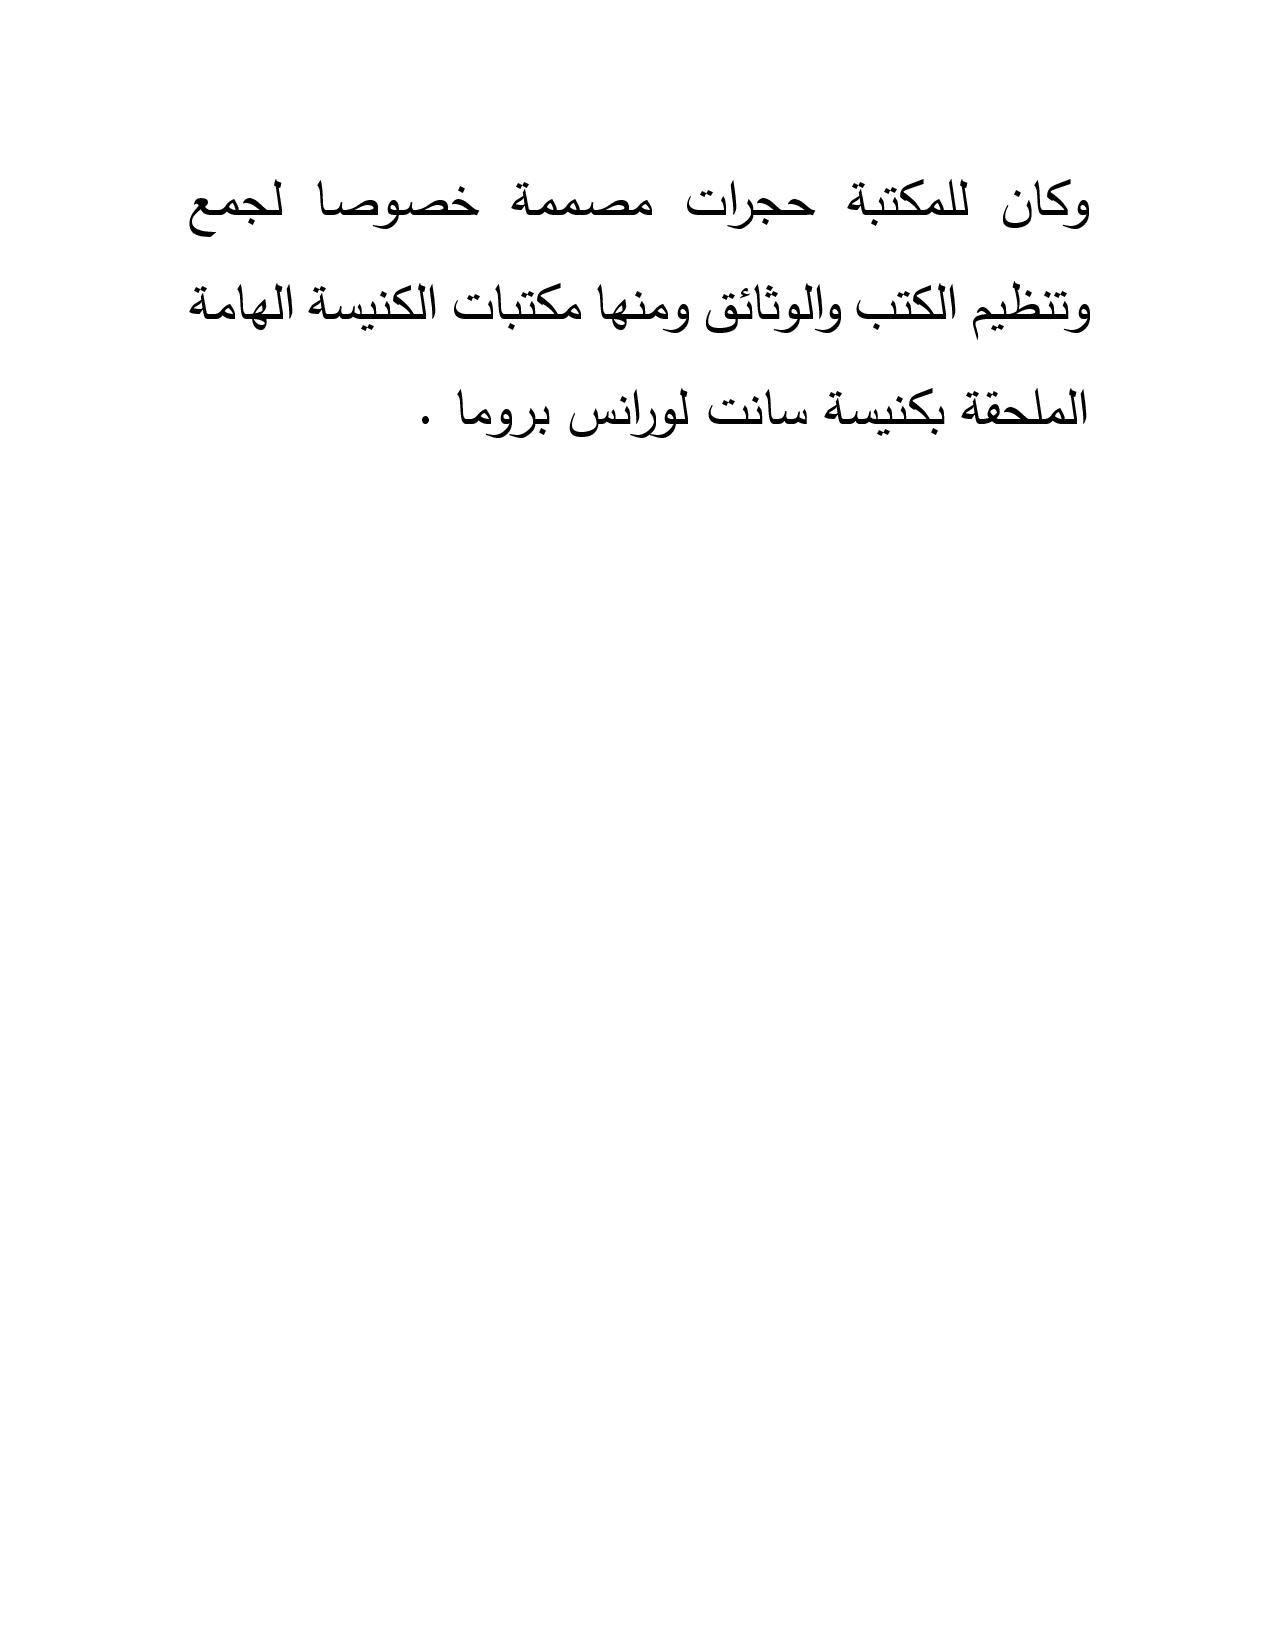 وكان للمكتبة حجرات مصممة خصوصا لجمع
وتنظيم الكتب والوثائق ومنها مكتبات الكنيسة الهامة
الملحقة بكنيسة سانت لورانس بروما .